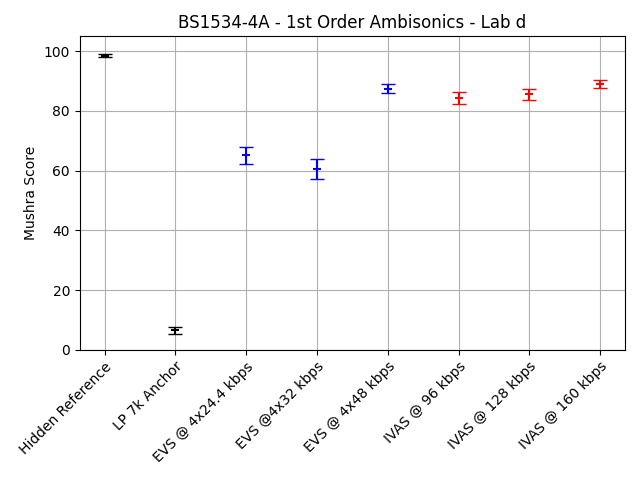 BS1534-4A - 1st Order Ambisonics - Lab d
Mushra Score
100
80
60
40
20
0
Hidden Reference
LP 7k Anchor
EVS @ 4x24.4 kbps
EVS @4x32 kbps
EVS @ 4x48 kbps
IVAS @ 96 kbps
IVAS @ 128 kbps
IVAS @ 160 kbps